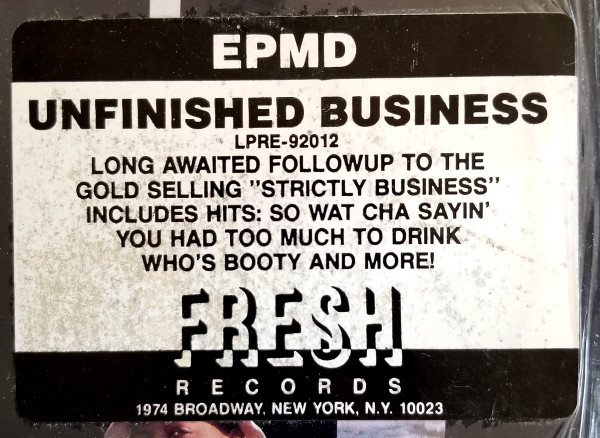 EPMD
UNFINISHED BUSINESS
LPRE-92012
LONG AWAITED FOLLOWUP TO THE
GOLD SELLING "STRICTLY BUSINESS"
INCLUDES HITS: SO WAT CHA SAYIN'
YOU HAD TOO MUCH TO DRINK
WHO'S BOOTY AND MORE!
FRESH
RECORDS
1974 BROADWAY, NEW YORK, N.Y. 10023